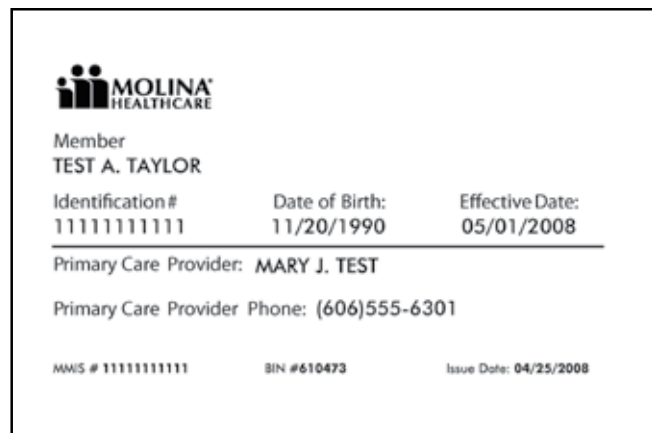 MOLINA®
HEALTHCARE
Member
TEST A. TAYLOR
Identification# Date of Birth: Effective Date:
11111111111 11/20/1990 05/01/2008
Primary Care Provider: MARY J. TEST
Primary Care Provider Phone: (606)555-6301
MMIS # 11111111111 BIN #610473 Issue Date: 04/25/2008